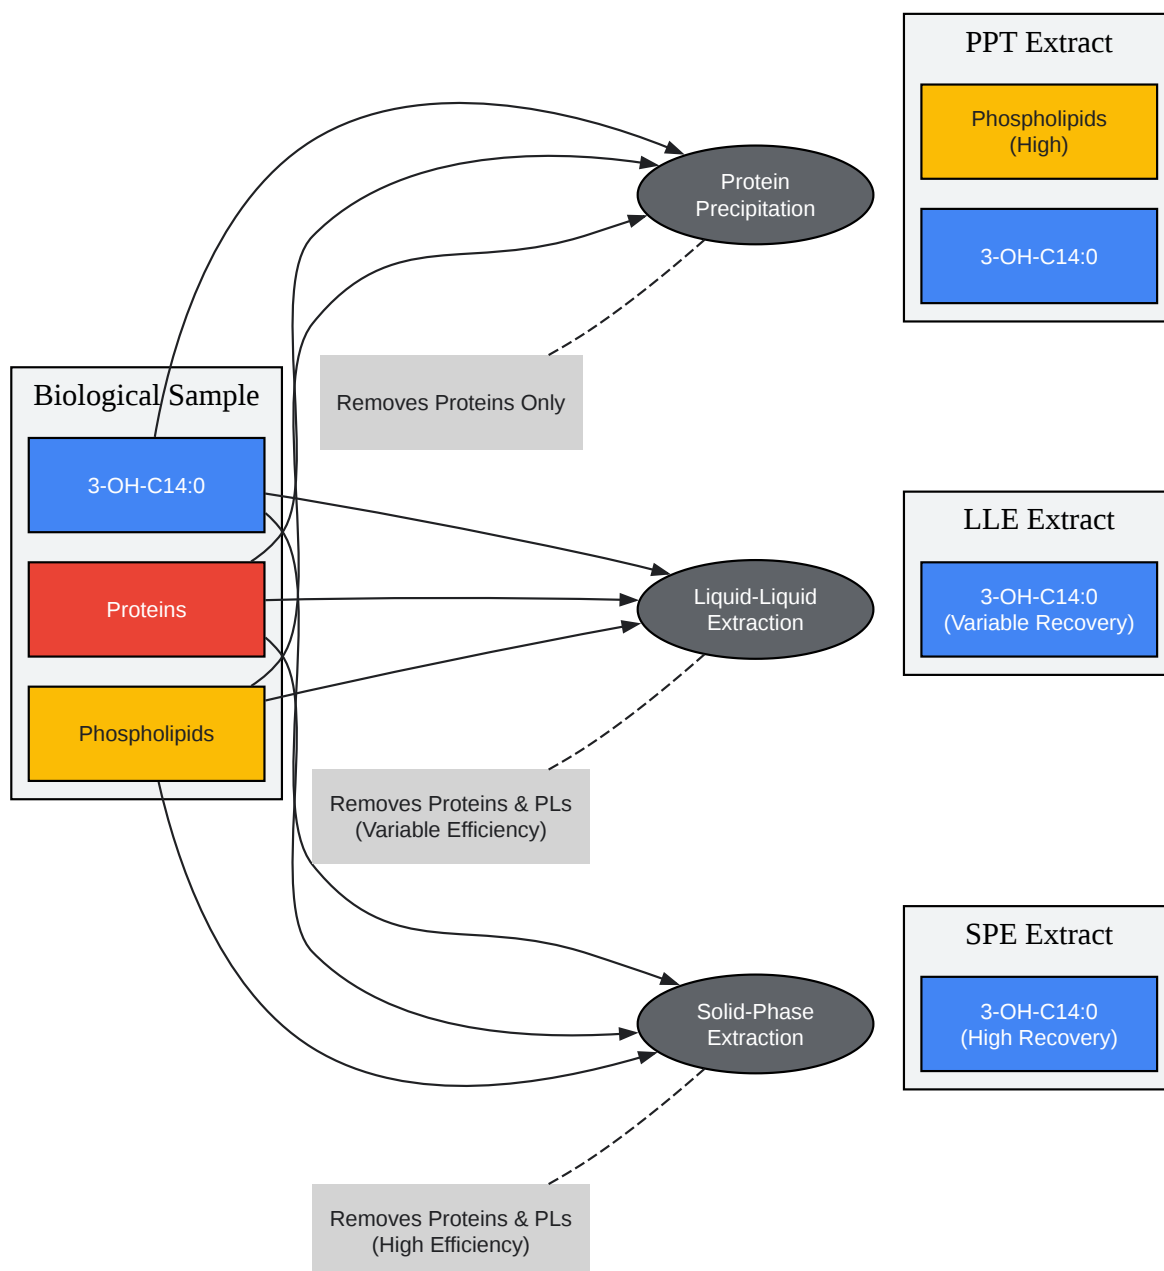 PPT Extract
Phospholipids
(High)
3-OH-C14:0
Protein
Precipitation
Removes Proteins Only
Biological Sample
3-OH-C14:0
Proteins
Phospholipids
LLE Extract
3-OH-C14:0
(Variable Recovery)
Liquid-Liquid
Extraction
Removes Proteins & PLs
(Variable Efficiency)
SPE Extract
3-OH-C14:0
(High Recovery)
Solid-Phase
Extraction
Removes Proteins & PLs
(High Efficiency)